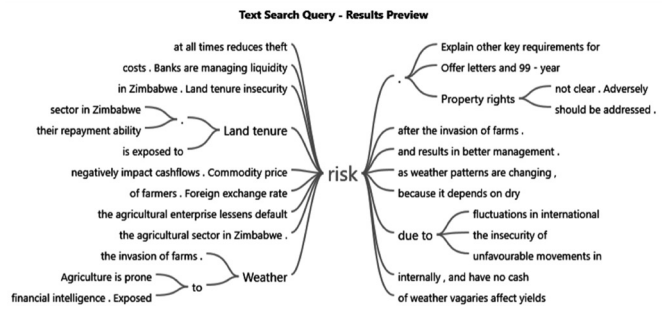 Text Search Query - Results Preview
at all times reduces theft
costs . Banks are managing liquidity
in Zimbabwe . Land tenure insecurity
sector in Zimbabwe
.
their repayment ability
Land tenure
is exposed to
negatively impact cashflows . Commodity price
of farmers . Foreign exchange rate
the agricultural enterprise lessens default
the agricultural sector in Zimbabwe .
the invasion of farms .
Weather
Agriculture is prone
to
financial intelligence . Exposed
risk
Explain other key requirements for
.
Offer letters and 99 - year
Property rights
not clear . Adversely
should be addressed .
after the invasion of farms .
and results in better management .
as weather patterns are changing ,
because it depends on dry
due to
fluctuations in international
the insecurity of
unfavourable movements in
internally , and have no cash
of weather vagaries affect yields